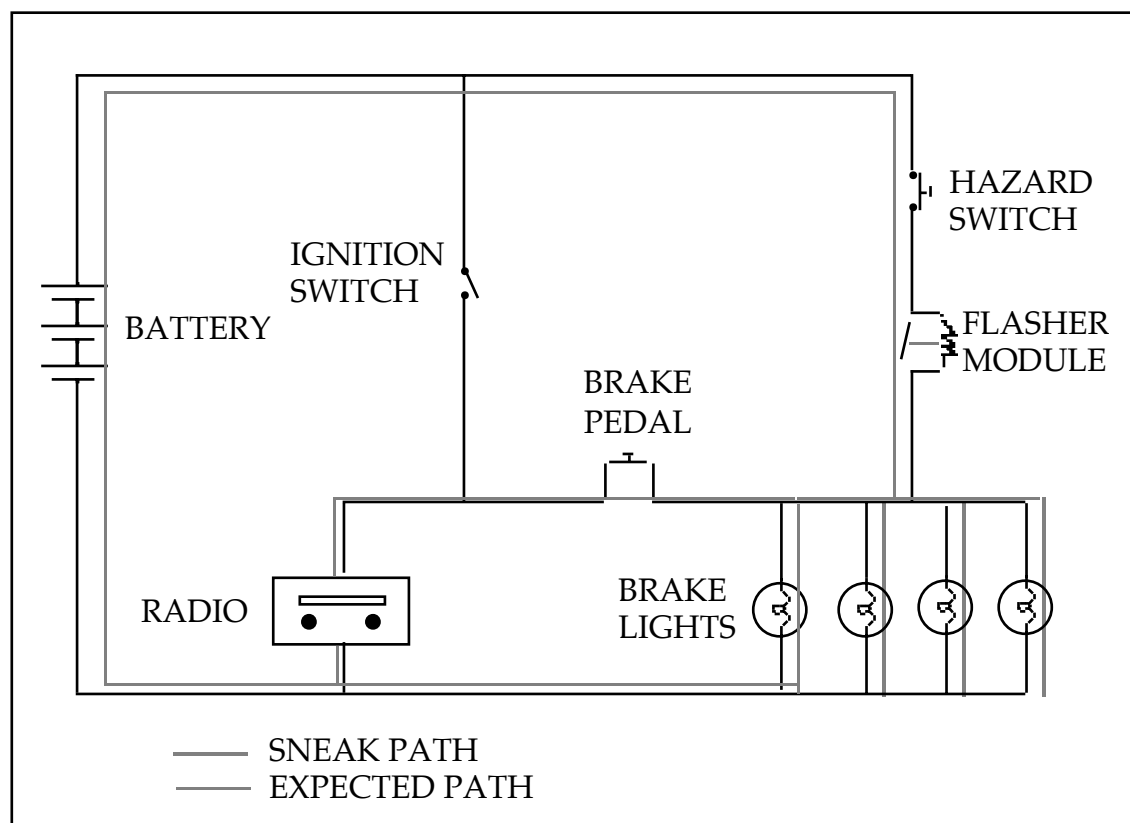 HAZARD
SWITCH
IGNITION
SWITCH
BATTERY
FLASHER
MODULE
BRAKE
PEDAL
RADIO
BRAKE
LIGHTS
SNEAK PATH
EXPECTED PATH